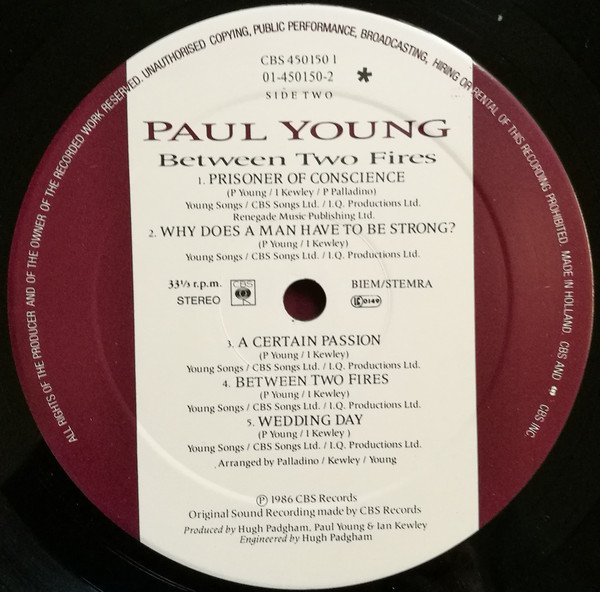 ALL RIGHTS OF THE PRODUCER AND OF THE OWNER OF THE RECORDED WORK RESERVED. UNAUTHORISED COPYING, PUBLIC PERFORMANCE, BROADCASTING, HIRING OR RENTAL OF THIS RECORDING PROHIBITED. MADE IN HOLLAND. CBS AND CBS INC
CBS 450150 1
01-450150-2 *
SIDE TWO
PAUL YOUNG
Between Two Fires
1. PRISONER OF CONSCIENCE
(P Young / I Kewley / P Palladino)
Young Songs / CBS Songs Ltd. / I.Q. Productions Ltd.
Renegade Music Publishing Ltd.
2. WHY DOES A MAN HAVE TO BE STRONG?
(P Young / I Kewley)
Young Songs / CBS Songs Ltd. / I.Q. Productions Ltd.
33⅓ r.p.m. BIEM/STEMRA
STEREO CBS LC 0149
3. A CERTAIN PASSION
(P Young / I Kewley)
Young Songs / CBS Songs Ltd. / I.Q. Productions Ltd.
4. BETWEEN TWO FIRES
(P Young / I Kewley)
Young Songs / CBS Songs Ltd. / I.Q. Productions Ltd.
5. WEDDING DAY
(P Young / I Kewley )
Young Songs / CBS Songs Ltd. / I.Q. Productions Ltd.
Arranged by Palladino / Kewley / Young
℗ 1986 CBS Records
Original Sound Recording made by CBS Records
Produced by Hugh Padgham, Paul Young & Ian Kewley
Engineered by Hugh Padgham